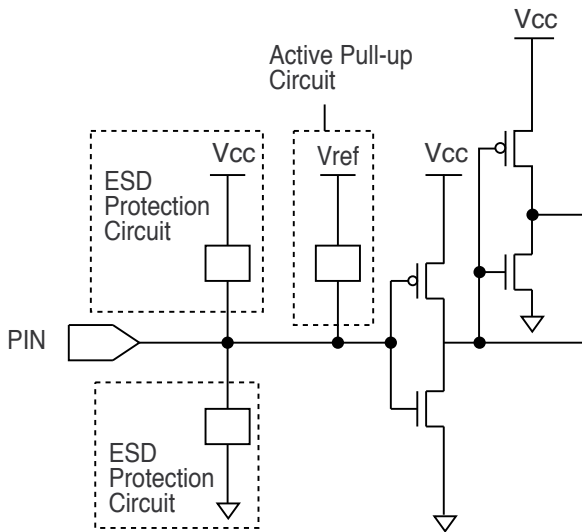 Vcc
Active Pull-up
Circuit
Vcc
Vref
Vcc
ESD
Protection
Circuit
PIN
ESD
Protection
Circuit